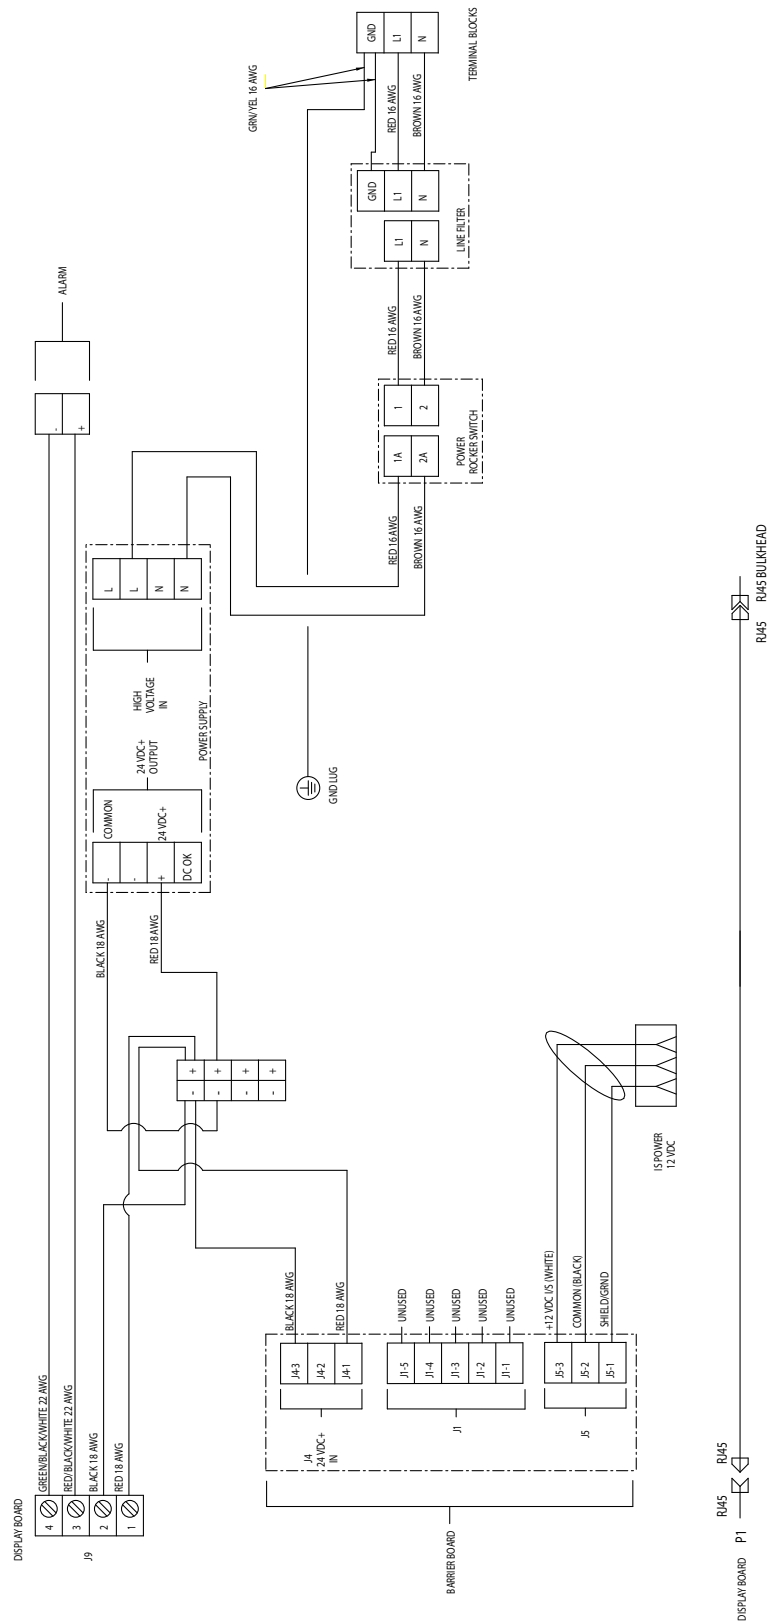 DISPLAY BOARD
J9
4
3
2
1
GREEN/BLACK/WHITE 22 AWG
RED/BLACK/WHITE 22 AWG
BLACK 18 AWG
RED 18 AWG
-
+
ALARM
BLACK 18 AWG
RED 18 AWG
-
-
+
DC OK
COMMON
24 VDC+
24 VDC+
OUTPUT
HIGH
VOLTAGE
IN
POWER SUPPLY
L
L
N
N
- +
- +
- +
- +
GND LUG
GRN/YEL 16 AWG
GND
L1
N
TERMINAL BLOCKS
RED 16 AWG
BROWN 16 AWG
GND
L1
N
L1
N
LINE FILTER
RED 16 AWG
BROWN 16 AWG
1
2
1A
2A
POWER
ROCKER SWITCH
RED 16 AWG
BROWN 16 AWG
BARRIER BOARD
J4
24 VDC+
IN
J4-3
J4-2
J4-1
BLACK 18 AWG
RED 18 AWG
J1
J1-5
J1-4
J1-3
J1-2
J1-1
UNUSED
UNUSED
UNUSED
UNUSED
UNUSED
J5
J5-3
J5-2
J5-1
+12 VDC I/S (WHITE)
COMMON (BLACK)
SHIELD/GRND
IS POWER
12 VDC
DISPLAY BOARD
P1
RJ45
RJ45
RJ45
RJ45 BULKHEAD